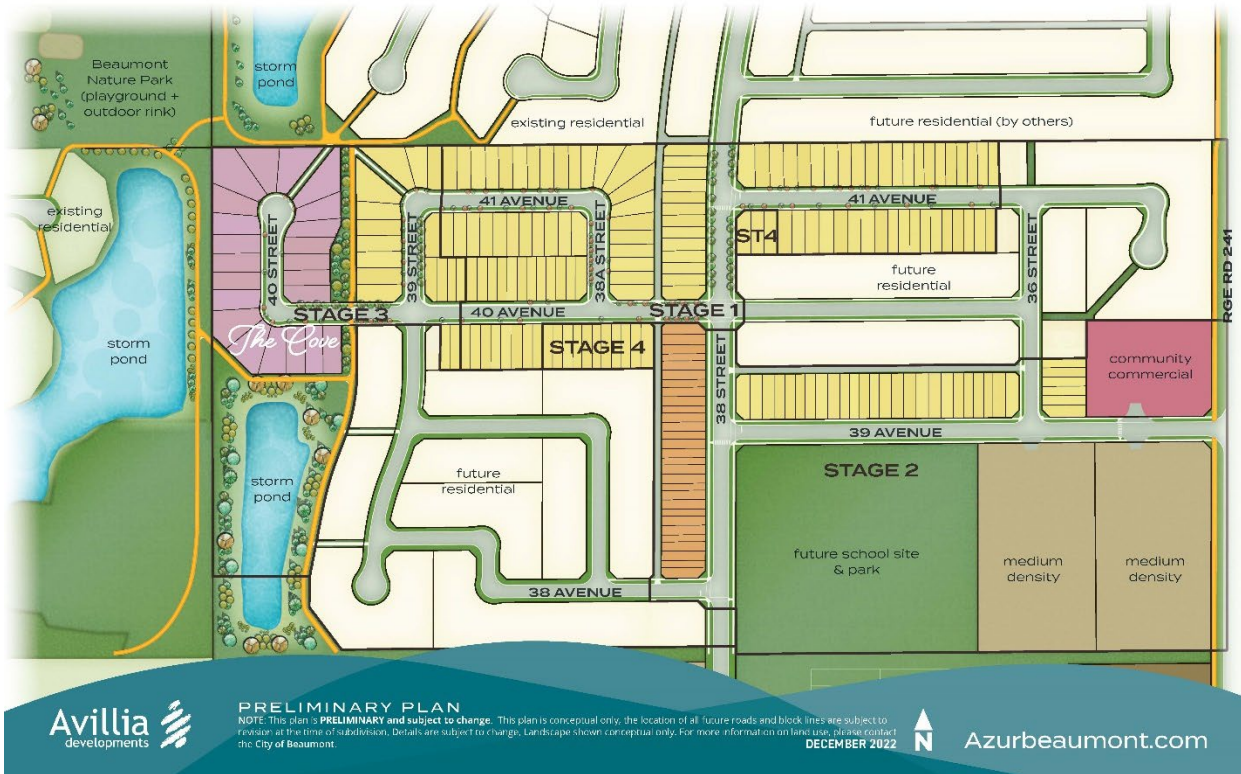 Beaumont
Nature Park
(playground +
outdoor rink)
storm
pond
existing residential
future residential (by others)
existing
residential
41 AVENUE
41 AVENUE
40 STREET
39 STREET
38A STREET
ST4
future
residential
36 STREET
RGE RD 241
STAGE 3
40 AVENUE
STAGE 1
The Cove
STAGE 4
38 STREET
storm
pond
community
commercial
39 AVENUE
STAGE 2
storm
pond
future
residential
future school site
& park
medium
density
medium
density
38 AVENUE
Avillia
developments
PRELIMINARY PLAN
NOTE: This plan is PRELIMINARY and subject to change. This plan is conceptual only, the location of all future roads and block lines are subject to
revision at the time of subdivision, Details are subject to change, Landscape shown conceptual only. For more information on land use, please contact
the City of Beaumont.
DECEMBER 2022
N
Azurbeaumont.com